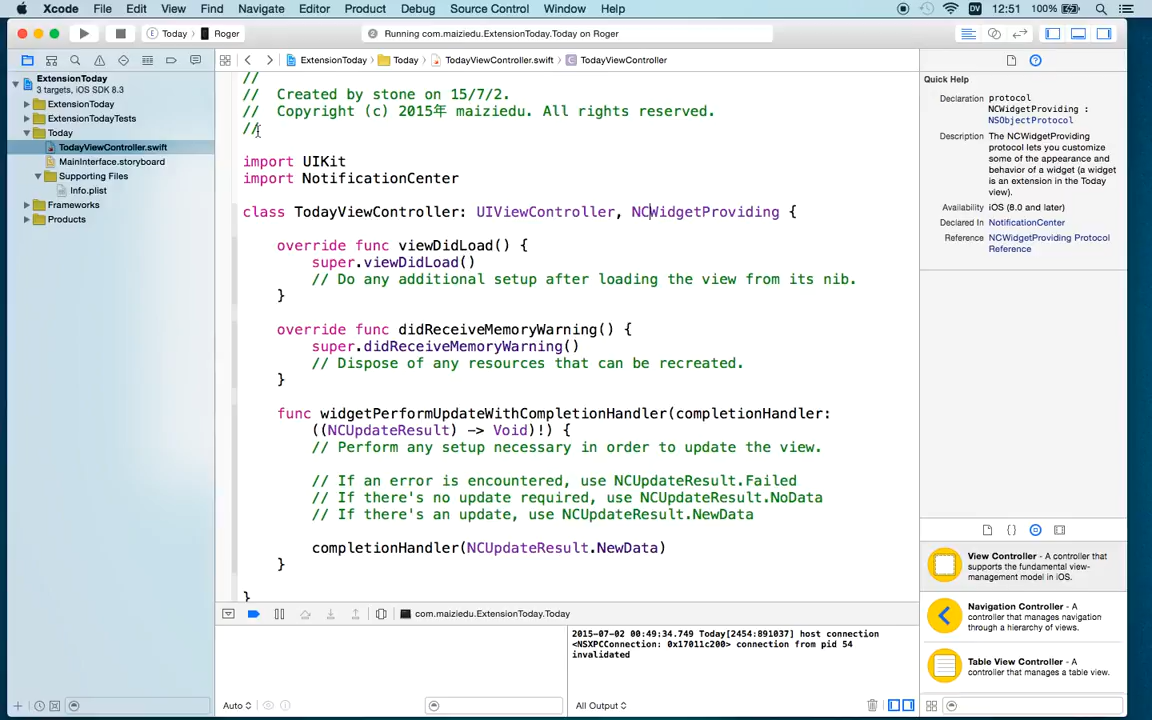 Xcode File Edit View Find Navigate Editor Product Debug Source Control Window Help DV 12:51 100%
Today Roger Running com.maiziedu.ExtensionToday.Today on Roger
ExtensionToday Today TodayViewController.swift C TodayViewController
ExtensionToday
3 targets, iOS SDK 8.3
ExtensionToday
ExtensionTodayTests
Today
TodayViewController.swift
MainInterface.storyboard
Supporting Files
Info.plist
Frameworks
Products
//
// Created by stone on 15/7/2.
// Copyright (c) 2015年 maiziedu. All rights reserved.
//
import UIKit
import NotificationCenter
class TodayViewController: UIViewController, NCWidgetProviding {
override func viewDidLoad() {
super.viewDidLoad()
// Do any additional setup after loading the view from its nib.
}
override func didReceiveMemoryWarning() {
super.didReceiveMemoryWarning()
// Dispose of any resources that can be recreated.
}
func widgetPerformUpdateWithCompletionHandler(completionHandler:
((NCUpdateResult) -> Void)!) {
// Perform any setup necessary in order to update the view.
// If an error is encountered, use NCUpdateResult.Failed
// If there's no update required, use NCUpdateResult.NoData
// If there's an update, use NCUpdateResult.NewData
completionHandler(NCUpdateResult.NewData)
}
}
com.maiziedu.ExtensionToday.Today
2015-07-02 00:49:34.749 Today[2454:891037] host connection
<NSXPCConnection: 0x17011c200> connection from pid 54
invalidated
Auto
All Output
Quick Help
Declaration protocol
NCWidgetProviding :
NSObjectProtocol
Description The NCWidgetProviding
protocol lets you customize
some of the appearance and
behavior of a widget (a widget
is an extension in the Today
view).
Availability iOS (8.0 and later)
Declared In NotificationCenter
Reference NCWidgetProviding Protocol
Reference
{ }
View Controller - A controller that
supports the fundamental view-
management model in iOS.
Navigation Controller - A
controller that manages navigation
through a hierarchy of views.
Table View Controller - A
controller that manages a table view.